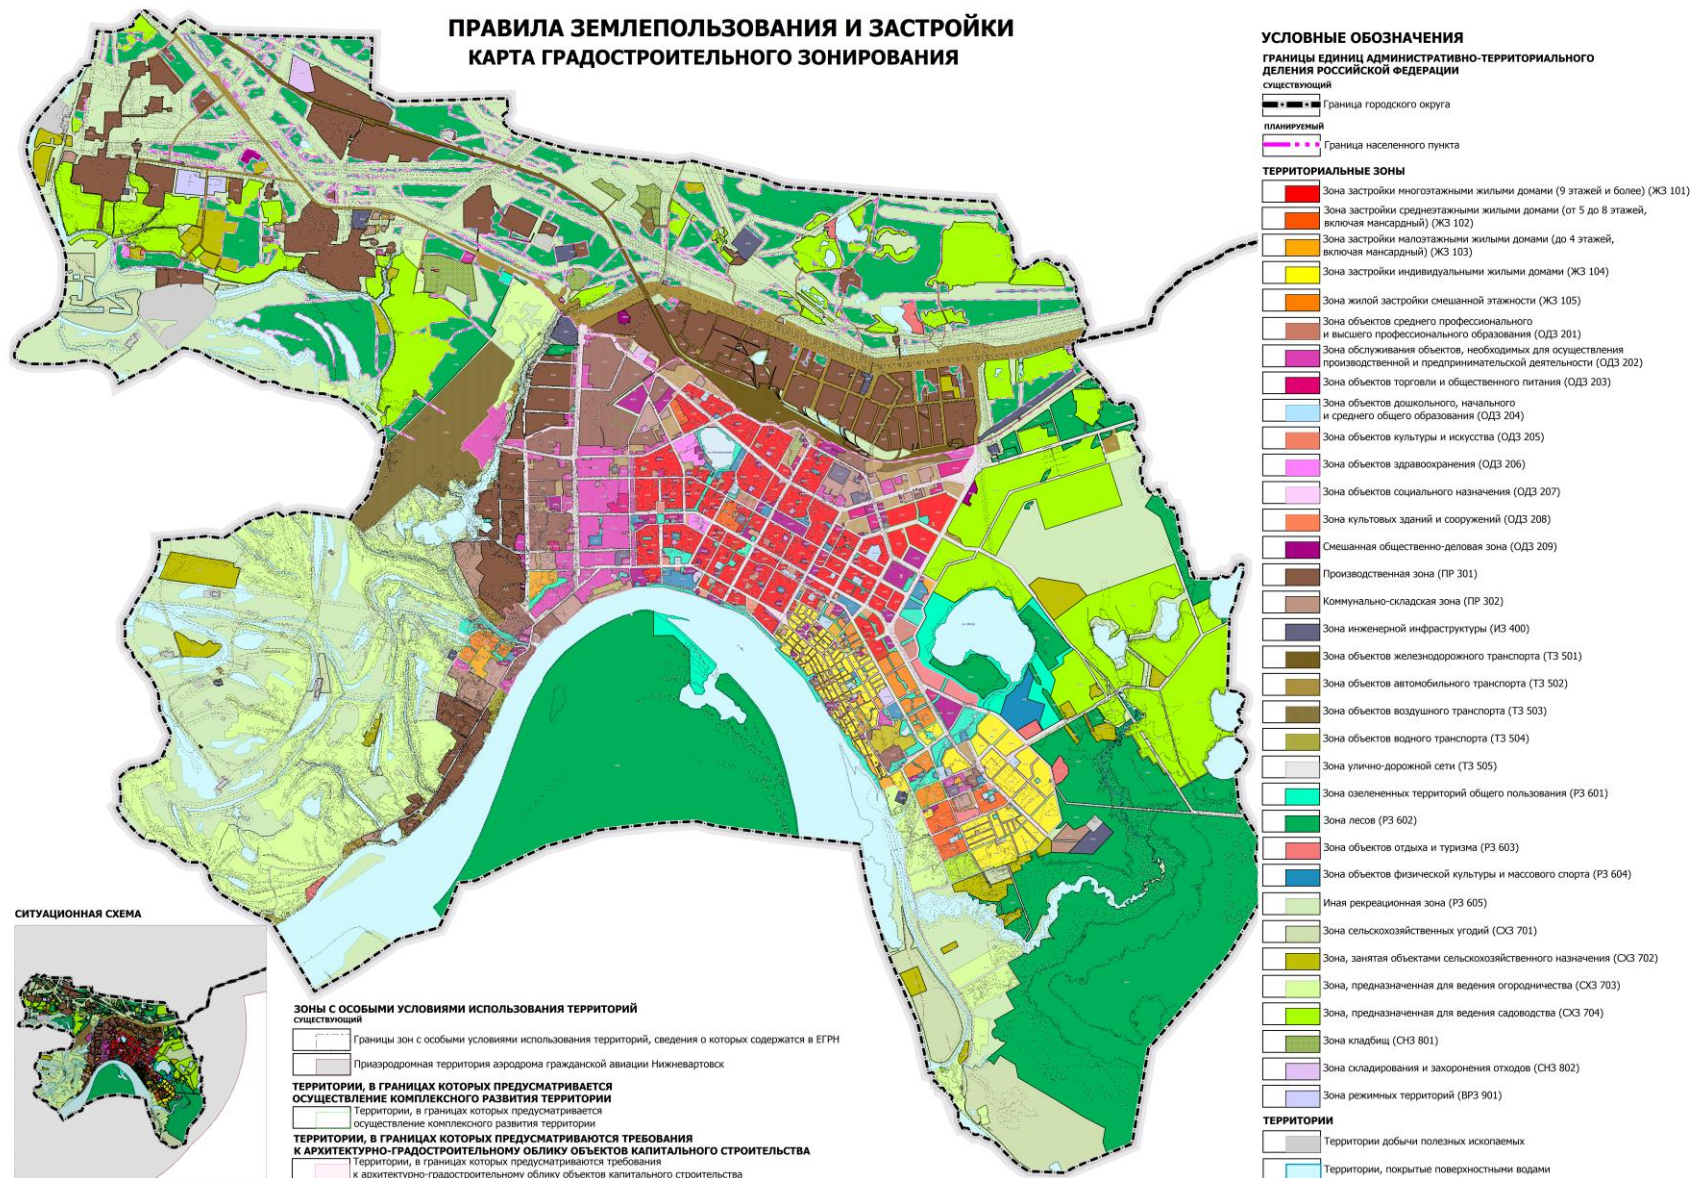 ПРАВИЛА ЗЕМЛЕПОЛЬЗОВАНИЯ И ЗАСТРОЙКИ
КАРТА ГРАДОСТРОИТЕЛЬНОГО ЗОНИРОВАНИЯ
УСЛОВНЫЕ ОБОЗНАЧЕНИЯ
ГРАНИЦЫ ЕДИНИЦ АДМИНИСТРАТИВНО-ТЕРРИТОРИАЛЬНОГО
ДЕЛЕНИЯ РОССИЙСКОЙ ФЕДЕРАЦИИ
СУЩЕСТВУЮЩИЙ
Граница городского округа
ПЛАНИРУЕМЫЙ
Граница населенного пункта
ТЕРРИТОРИАЛЬНЫЕ ЗОНЫ
Зона застройки многоэтажными жилыми домами (9 этажей и более) (ЖЗ 101)
Зона застройки среднеэтажными жилыми домами (от 5 до 8 этажей,
включая мансардный) (ЖЗ 102)
Зона застройки малоэтажными жилыми домами (до 4 этажей,
включая мансардный) (ЖЗ 103)
Зона застройки индивидуальными жилыми домами (ЖЗ 104)
Зона жилой застройки смешанной этажности (ЖЗ 105)
Зона объектов среднего профессионального
и высшего профессионального образования (ОДЗ 201)
Зона обслуживания объектов, необходимых для осуществления
производственной и предпринимательской деятельности (ОДЗ 202)
Зона объектов торговли и общественного питания (ОДЗ 203)
Зона объектов дошкольного, начального
и среднего общего образования (ОДЗ 204)
Зона объектов культуры и искусства (ОДЗ 205)
Зона объектов здравоохранения (ОДЗ 206)
Зона объектов социального назначения (ОДЗ 207)
Зона культовых зданий и сооружений (ОДЗ 208)
Смешанная общественно-деловая зона (ОДЗ 209)
Производственная зона (ПР 301)
Коммунально-складская зона (ПР 302)
Зона инженерной инфраструктуры (ИЗ 400)
Зона объектов железнодорожного транспорта (ТЗ 501)
Зона объектов автомобильного транспорта (ТЗ 502)
Зона объектов воздушного транспорта (ТЗ 503)
Зона объектов водного транспорта (ТЗ 504)
Зона улично-дорожной сети (ТЗ 505)
Зона озелененных территорий общего пользования (РЗ 601)
Зона лесов (РЗ 602)
Зона объектов отдыха и туризма (РЗ 603)
Зона объектов физической культуры и массового спорта (РЗ 604)
Иная рекреационная зона (РЗ 605)
Зона сельскохозяйственных угодий (СХЗ 701)
Зона, занятая объектами сельскохозяйственного назначения (СХЗ 702)
Зона, предназначенная для ведения огородничества (СХЗ 703)
Зона, предназначенная для ведения садоводства (СХЗ 704)
Зона кладбищ (СНЗ 801)
Зона складирования и захоронения отходов (СНЗ 802)
Зона режимных территорий (ВРЗ 901)
ТЕРРИТОРИИ
Территории добычи полезных ископаемых
Территории, покрытые поверхностными водами
СИТУАЦИОННАЯ СХЕМА
ЗОНЫ С ОСОБЫМИ УСЛОВИЯМИ ИСПОЛЬЗОВАНИЯ ТЕРРИТОРИЙ
СУЩЕСТВУЮЩИЙ
Границы зон с особыми условиями использования территорий, сведения о которых содержатся в ЕГРН
Приаэродромная территория аэродрома гражданской авиации Нижневартовск
ТЕРРИТОРИИ, В ГРАНИЦАХ КОТОРЫХ ПРЕДУСМАТРИВАЕТСЯ
ОСУЩЕСТВЛЕНИЕ КОМПЛЕКСНОГО РАЗВИТИЯ ТЕРРИТОРИИ
Территории, в границах которых предусматривается
осуществление комплексного развития территории
ТЕРРИТОРИИ, В ГРАНИЦАХ КОТОРЫХ ПРЕДУСМАТРИВАЮТСЯ ТРЕБОВАНИЯ
К АРХИТЕКТУРНО-ГРАДОСТРОИТЕЛЬНОМУ ОБЛИКУ ОБЪЕКТОВ КАПИТАЛЬНОГО СТРОИТЕЛЬСТВА
Территории, в границах которых предусматриваются требования
к архитектурно-градостроительному облику объектов капитального строительства